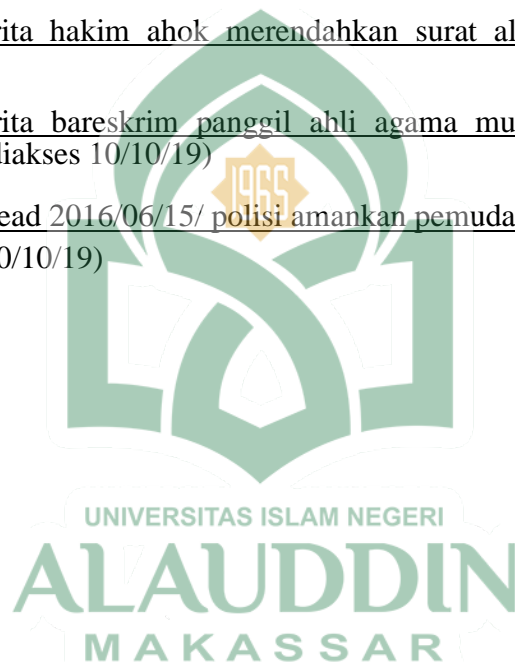 rita hakim ahok merendahkan surat al
rita bareskrim panggil ahli agama mu
diakses 10/10/19)
ead 2016/06/15/ polisi amankan pemuda
0/10/19)
1965
UNIVERSITAS ISLAM NEGERI
ALAUDDIN
MAKASSAR